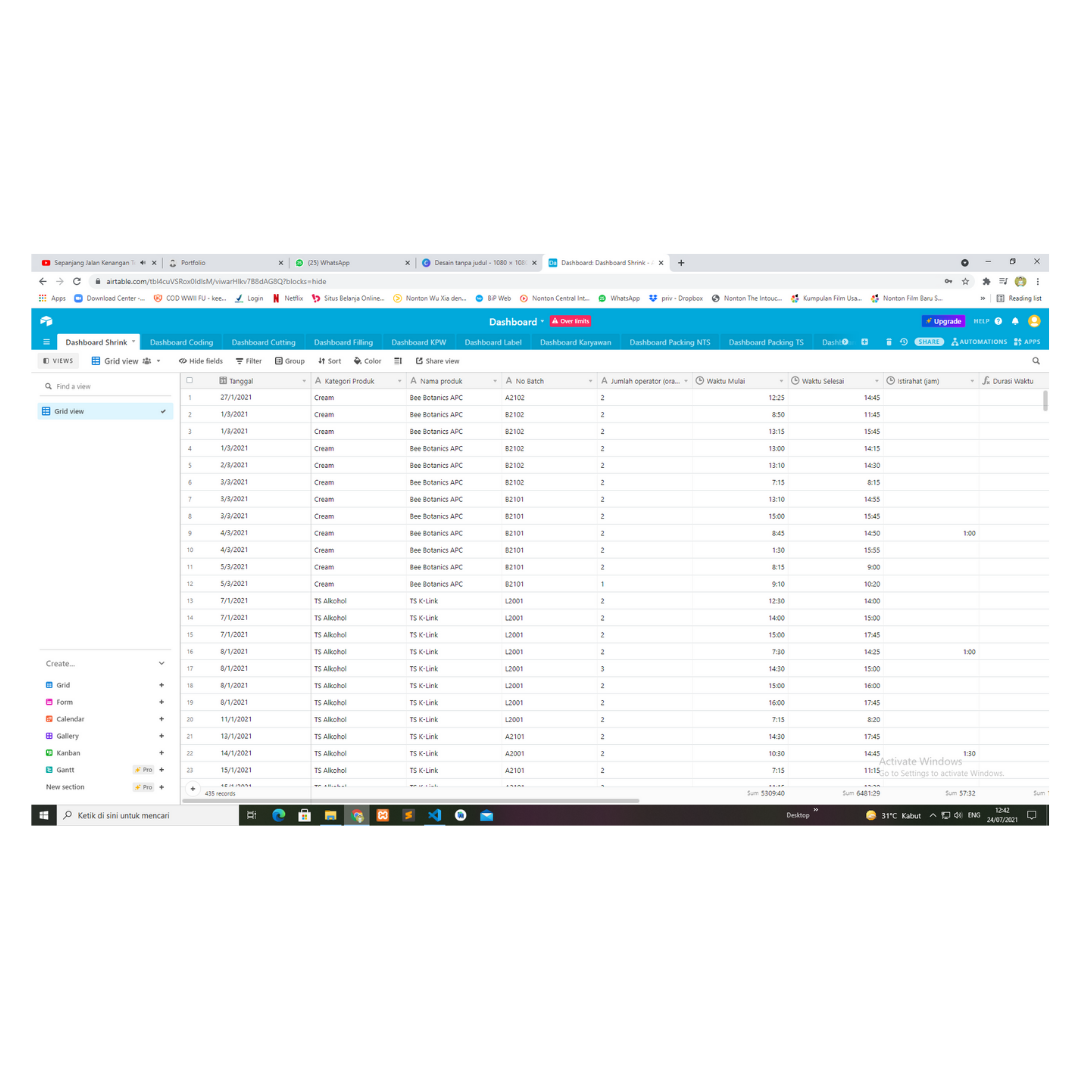 Sepanjang Jalan Kenangan T Portfolio (25) WhatsApp Desain tanpa judul - 1080 × 108 Dashboard: Dashboard Shrink - A
airtable.com/tbl4cuVSRox0ldIsM/viwarHlkv7B8dAG8Q?blocks=hide
Apps Download Center -... COD WWII FU - kee... Login Netflix Situs Belanja Online... Nonton Wu Xia den... BiP Web Nonton Central Int... WhatsApp priv - Dropbox Nonton The Intouc... Kumpulan Film Usa... Nonton Film Baru S... » Reading list
Dashboard Over limits Upgrade HELP
Dashboard Shrink Dashboard Coding Dashboard Cutting Dashboard Filling Dashboard KPW Dashboard Label Dashboard Karyawan Dashboard Packing NTS Dashboard Packing TS SHARE AUTOMATIONS APPS
VIEWS Grid view Hide fields Filter Group Sort Color Share view
Find a view
Grid view
Tanggal Kategori Produk Nama produk No Batch Jumlah operator (ora... Waktu Mulai Waktu Selesai Istirahat (jam) Durasi Waktu
1 27/1/2021 Cream Bee Botanics APC A2102 2 12:25 14:45
2 1/3/2021 Cream Bee Botanics APC B2102 2 8:50 11:45
3 1/3/2021 Cream Bee Botanics APC B2102 2 13:15 15:45
4 1/3/2021 Cream Bee Botanics APC B2102 2 13:00 14:15
5 2/3/2021 Cream Bee Botanics APC B2102 2 13:10 14:30
6 3/3/2021 Cream Bee Botanics APC B2102 2 7:15 8:15
7 3/3/2021 Cream Bee Botanics APC B2101 2 13:10 14:55
8 3/3/2021 Cream Bee Botanics APC B2101 2 15:00 15:45
9 4/3/2021 Cream Bee Botanics APC B2101 2 8:45 14:50 1:00
10 4/3/2021 Cream Bee Botanics APC B2101 2 1:30 15:55
11 5/3/2021 Cream Bee Botanics APC B2101 2 8:15 9:00
12 5/3/2021 Cream Bee Botanics APC B2101 1 9:10 10:20
13 7/1/2021 TS Alkohol TS K-Link L2001 2 12:30 14:00
14 7/1/2021 TS Alkohol TS K-Link L2001 2 14:00 15:00
15 7/1/2021 TS Alkohol TS K-Link L2001 2 15:00 17:45
16 8/1/2021 TS Alkohol TS K-Link L2001 2 7:30 14:25 1:00
17 8/1/2021 TS Alkohol TS K-Link L2001 3 14:30 15:00
18 8/1/2021 TS Alkohol TS K-Link L2001 2 15:00 16:00
19 8/1/2021 TS Alkohol TS K-Link L2001 2 16:00 17:45
20 11/1/2021 TS Alkohol TS K-Link L2001 2 7:15 8:20
21 13/1/2021 TS Alkohol TS K-Link A2101 2 14:30 17:45
22 14/1/2021 TS Alkohol TS K-Link A2001 2 10:30 14:45 1:30
23 15/1/2021 TS Alkohol TS K-Link A2101 2 7:15 11:15
435 records Sum 5309:40 Sum 6481:29 Sum 57:32 Sum
Create...
Grid
Form
Calendar
Gallery
Kanban
Gantt Pro
New section Pro
Activate Windows
Go to Settings to activate Windows.
Ketik di sini untuk mencari Desktop » 31°C Kabut ENG 12:42
24/07/2021